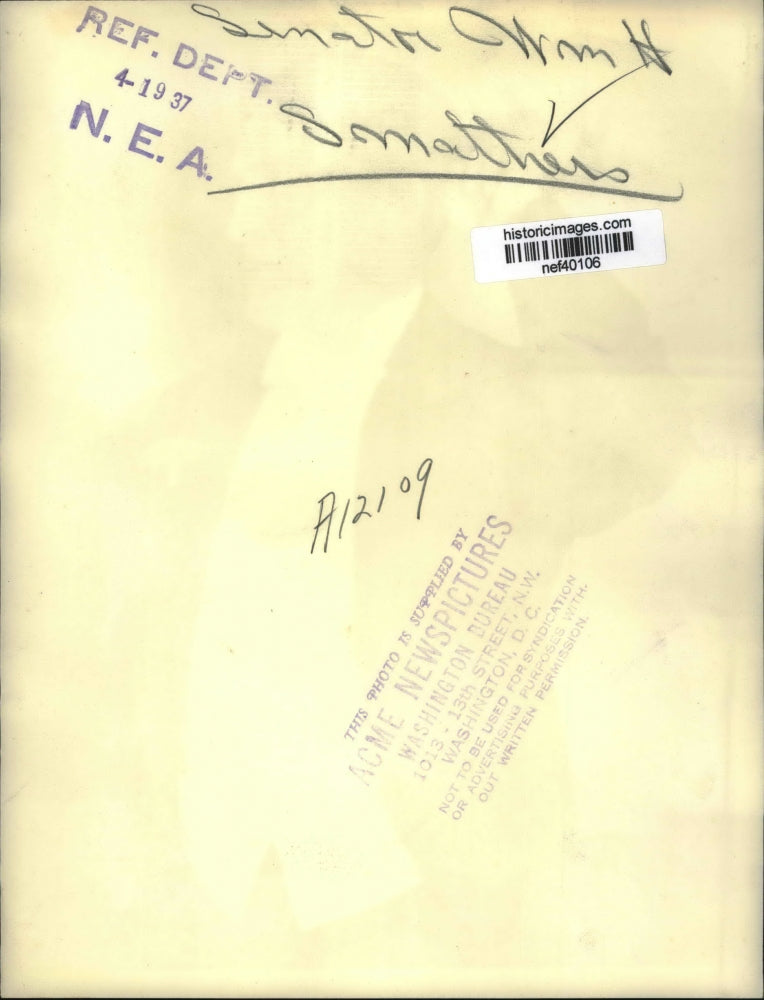 REF. DEPT.
4-19 37
N. E. A.
Senator Wm H
Smathers
historicimages.com
nef40106
A12109
THIS PHOTO IS SUPPLIED BY
ACME NEWSPICTURES
WASHINGTON BUREAU
1013 - 13th STREET, N.W.
WASHINGTON, D. C.
NOT TO BE USED FOR SYNDICATION
OR ADVERTISING PURPOSES WITH-
OUT WRITTEN PERMISSION.